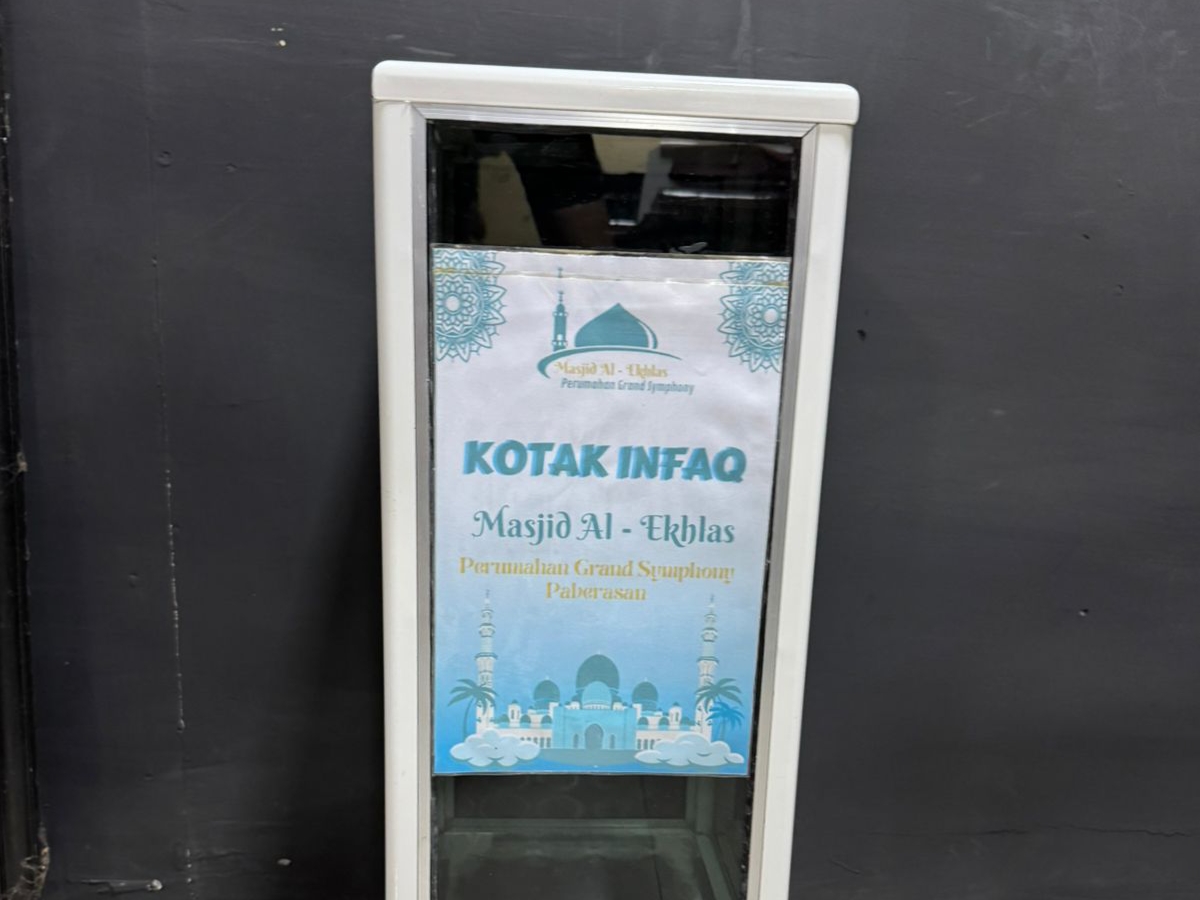 Masjid Al - Ekhlas
Perumahan Grand Symphony
KOTAK INFAQ
Masjid Al - Ekhlas
Perumahan Grand Symphony
Paberasan